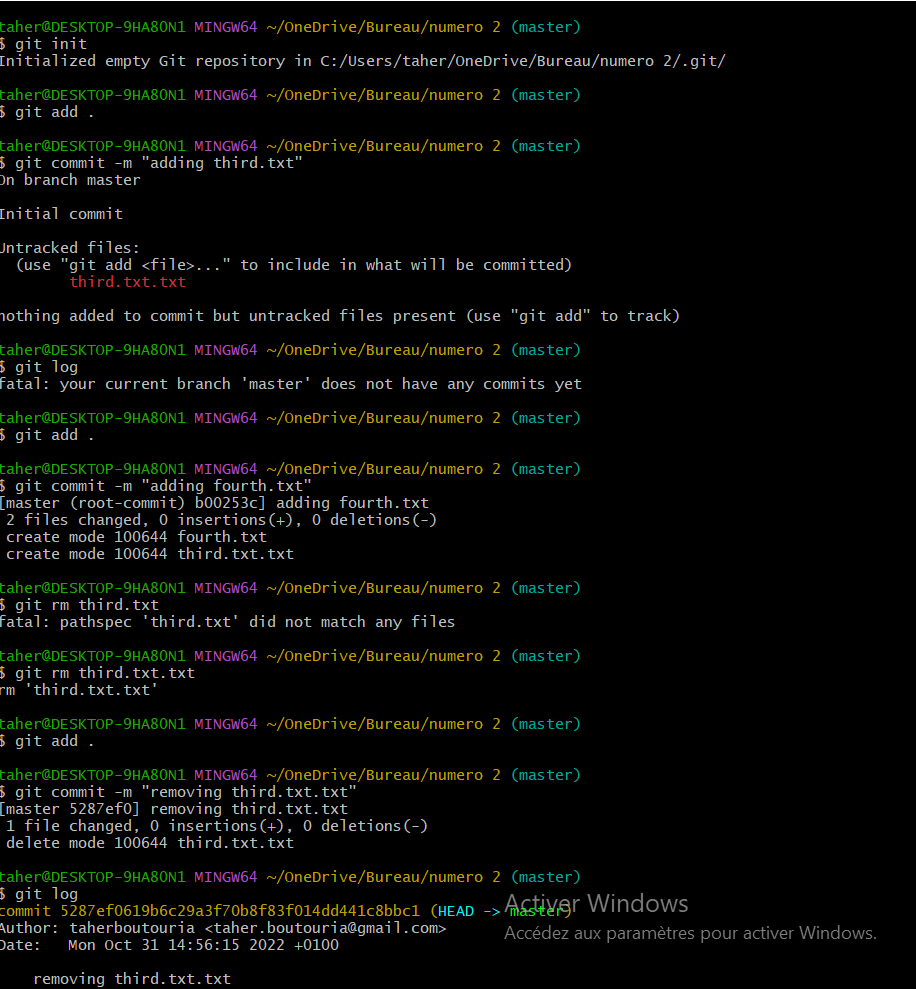 taher@DESKTOP-9HA80N1 MINGW64 ~/OneDrive/Bureau/numero 2 (master)
$ git init
Initialized empty Git repository in C:/Users/taher/OneDrive/Bureau/numero 2/.git/
taher@DESKTOP-9HA80N1 MINGW64 ~/OneDrive/Bureau/numero 2 (master)
$ git add .
taher@DESKTOP-9HA80N1 MINGW64 ~/OneDrive/Bureau/numero 2 (master)
$ git commit -m "adding third.txt"
On branch master
Initial commit
Untracked files:
(use "git add <file>..." to include in what will be committed)
third.txt.txt
nothing added to commit but untracked files present (use "git add" to track)
taher@DESKTOP-9HA80N1 MINGW64 ~/OneDrive/Bureau/numero 2 (master)
$ git log
fatal: your current branch 'master' does not have any commits yet
taher@DESKTOP-9HA80N1 MINGW64 ~/OneDrive/Bureau/numero 2 (master)
$ git add .
taher@DESKTOP-9HA80N1 MINGW64 ~/OneDrive/Bureau/numero 2 (master)
$ git commit -m "adding fourth.txt"
[master (root-commit) b00253c] adding fourth.txt
2 files changed, 0 insertions(+), 0 deletions(-)
create mode 100644 fourth.txt
create mode 100644 third.txt.txt
taher@DESKTOP-9HA80N1 MINGW64 ~/OneDrive/Bureau/numero 2 (master)
$ git rm third.txt
fatal: pathspec 'third.txt' did not match any files
taher@DESKTOP-9HA80N1 MINGW64 ~/OneDrive/Bureau/numero 2 (master)
$ git rm third.txt.txt
rm 'third.txt.txt'
taher@DESKTOP-9HA80N1 MINGW64 ~/OneDrive/Bureau/numero 2 (master)
$ git add .
taher@DESKTOP-9HA80N1 MINGW64 ~/OneDrive/Bureau/numero 2 (master)
$ git commit -m "removing third.txt.txt"
[master 5287ef0] removing third.txt.txt
1 file changed, 0 insertions(+), 0 deletions(-)
delete mode 100644 third.txt.txt
taher@DESKTOP-9HA80N1 MINGW64 ~/OneDrive/Bureau/numero 2 (master)
$ git log
commit 5287ef0619b6c29a3f70b8f83f014dd441c8bbc1 (HEAD -> master)
Author: taherboutouria <taher.boutouria@gmail.com>
Date:   Mon Oct 31 14:56:15 2022 +0100
removing third.txt.txt
Activer Windows
Accédez aux paramètres pour activer Windows.